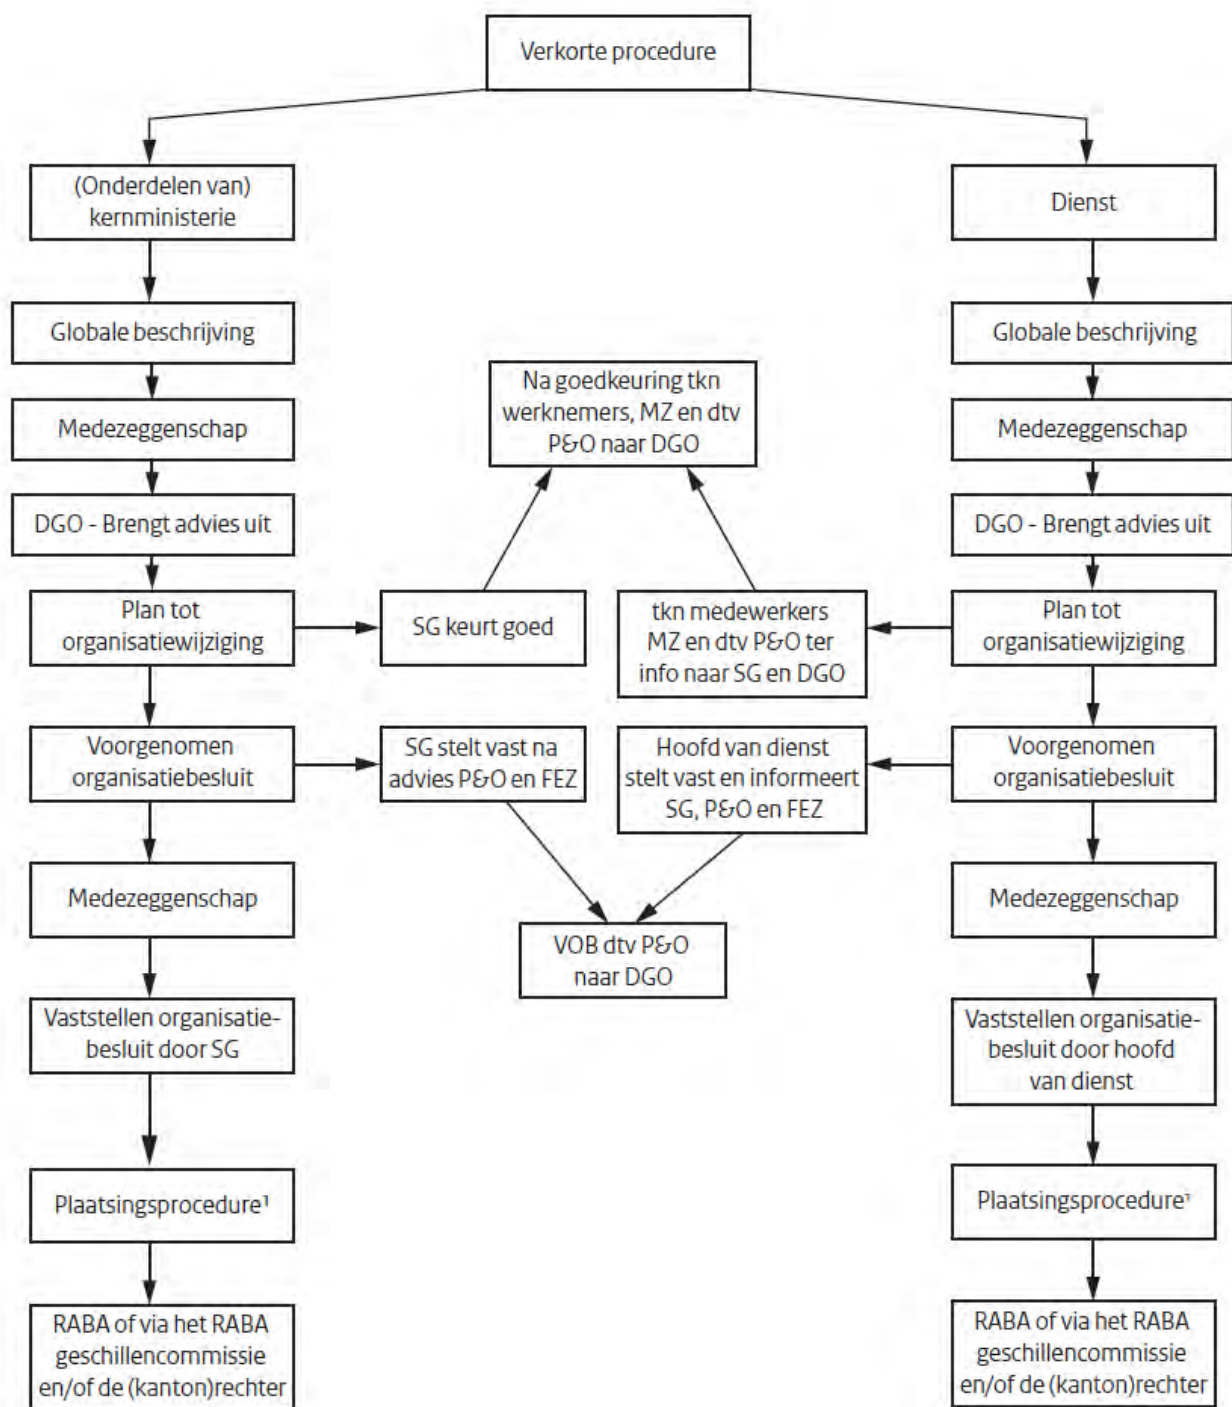 Verkorte procedure
(Onderdelen van)
kernministerie
Dienst
Globale beschrijving
Globale beschrijving
Na goedkeuring tkn
werknemers, MZ en dtv
P&O naar DGO
Medezeggenschap
Medezeggenschap
DGO - Brengt advies uit
DGO - Brengt advies uit
Plan tot
organisatiewijziging
SG keurt goed
tkn medewerkers
MZ en dtv P&O ter
info naar SG en DGO
Plan tot
organisatiewijziging
Voorgenomen
organisatiebesluit
SG stelt vast na
advies P&O en FEZ
Hoofd van dienst
stelt vast en informeert
SG, P&O en FEZ
Voorgenomen
organisatiebesluit
Medezeggenschap
Medezeggenschap
VOB dtv P&O
naar DGO
Vaststellen organisatie-
besluit door SG
Vaststellen organisatie-
besluit door hoofd
van dienst
Plaatsingsprocedure¹
Plaatsingsprocedure¹
RABA of via het RABA
geschillencommissie
en/of de (kanton)rechter
RABA of via het RABA
geschillencommissie
en/of de (kanton)rechter